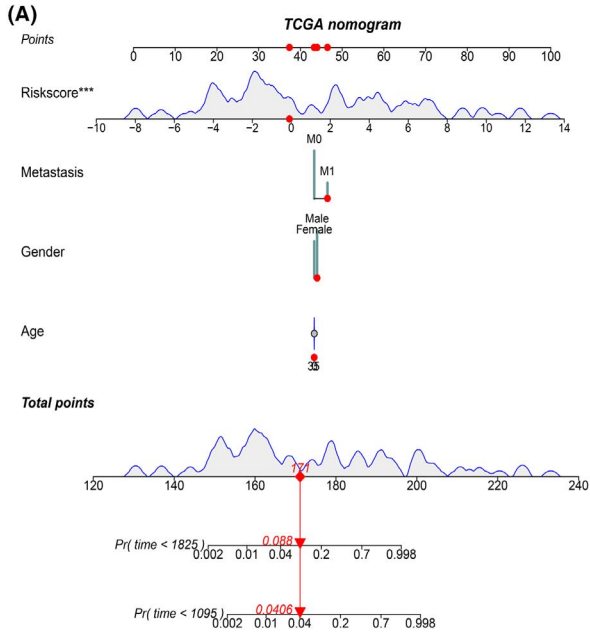 (A)
TCGA nomogram
Points
0 10 20 30 40 50 60 70 80 90 100
Riskscore***
−10 −8 −6 −4 −2 0 2 4 6 8 10 12 14
M0
M1
Metastasis
Male
Female
Gender
Age
Total points
171
120 140 160 180 200 220 240
0.088
Pr( time < 1825 )
0.002 0.01 0.04 0.2 0.7 0.998
0.0406
Pr( time < 1095 )
0.002 0.01 0.04 0.2 0.7 0.998